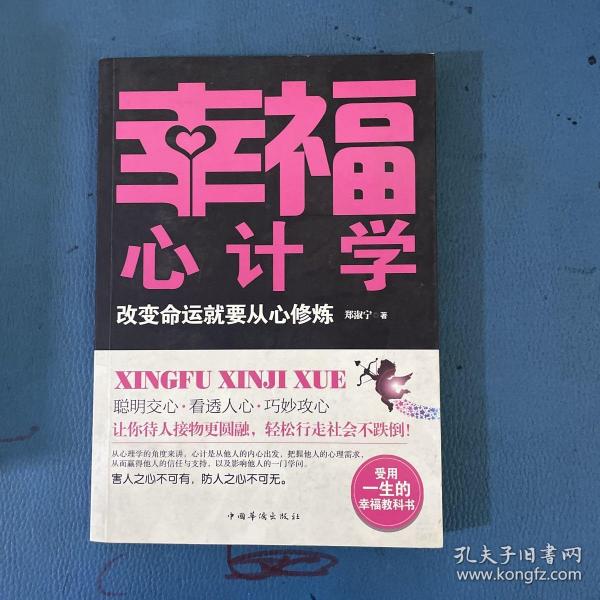 幸福
心计学
改变命运就要从心修炼 郑淑宁 著
XINGFU XINJI XUE
聪明交心·看透人心·巧妙攻心
让你待人接物更圆融，轻松行走社会不跌倒！
从心理学的角度来讲，心计是从他人的内心出发，把握他人的心理需求，
从而赢得他人的信任与支持，以及影响他人的一门学问。
害人之心不可有，防人之心不可无。
受用
一生的
幸福教科书
中国华侨出版社
孔夫子旧书网
www.kongfz.com